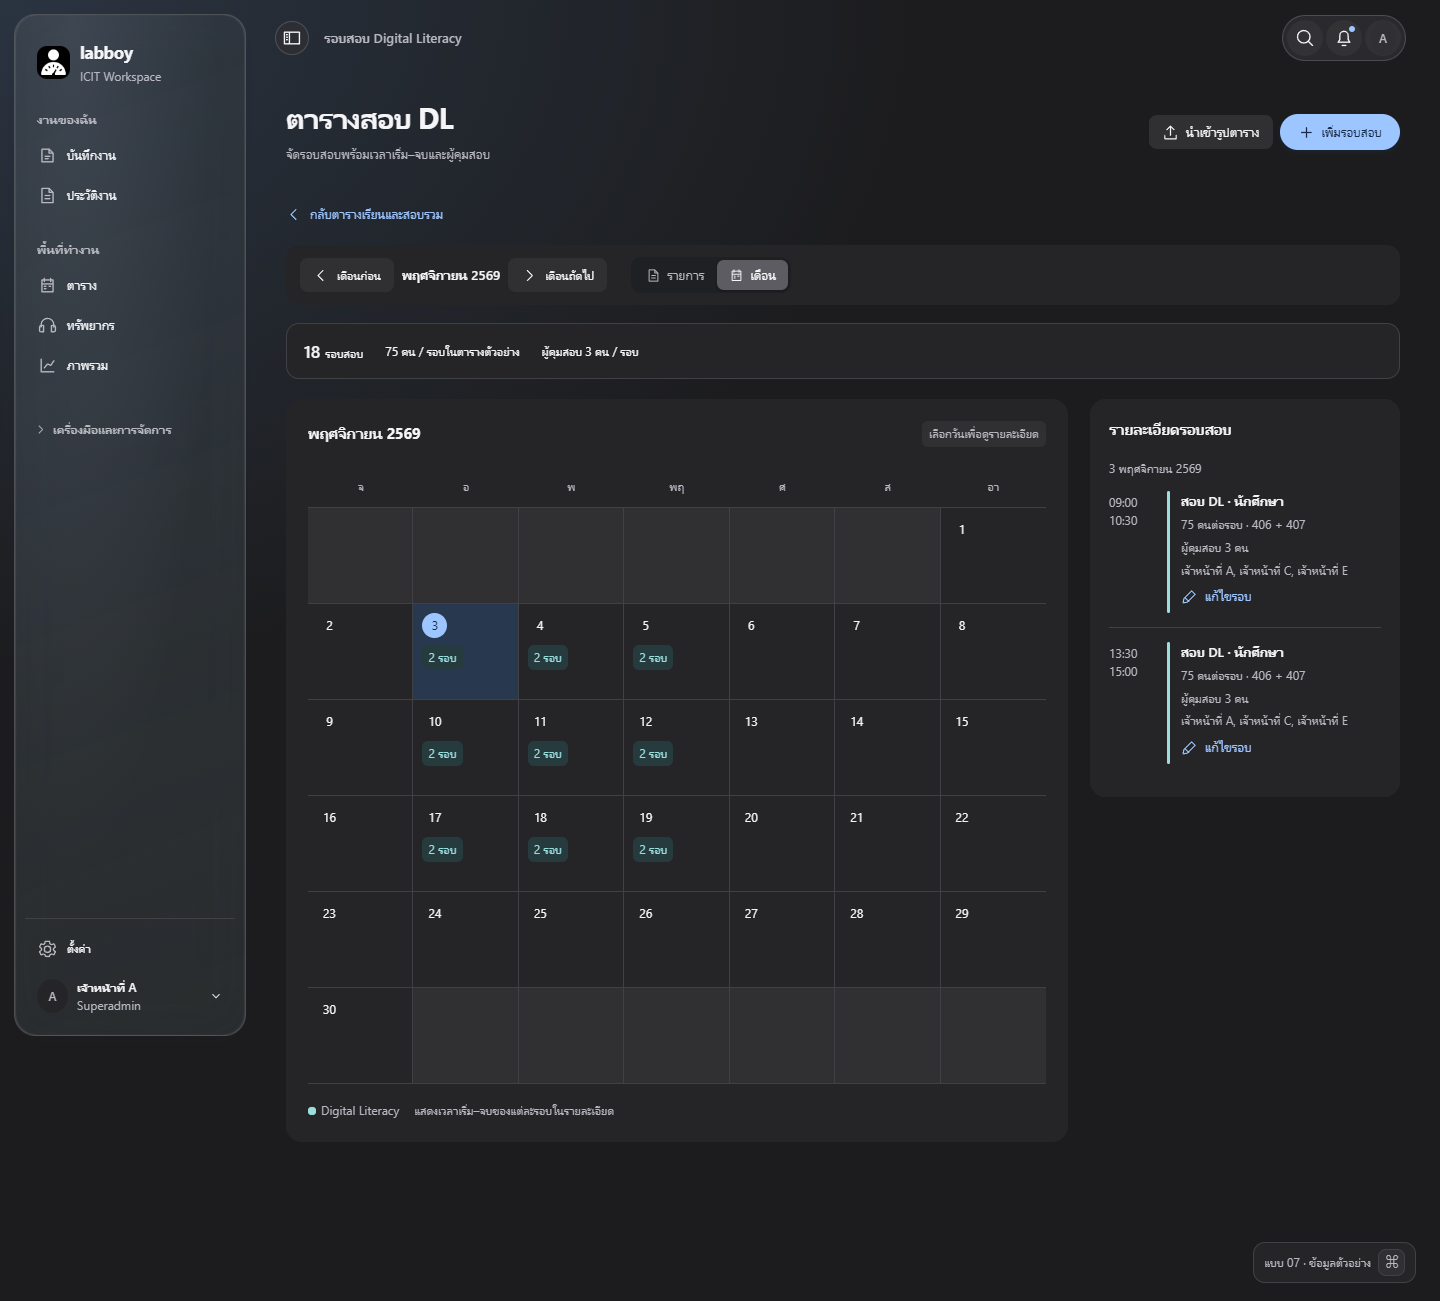 labboy
ICIT Workspace
งานของฉัน
บันทึกงาน
ประวัติงาน
พื้นที่ทำงาน
ตาราง
ทรัพยากร
ภาพรวม
เครื่องมือและการจัดการ
ตั้งค่า
A
เจ้าหน้าที่ A
Superadmin
รอบสอบ Digital Literacy
A
ตารางสอบ DL
จัดรอบสอบพร้อมเวลาเริ่ม–จบและผู้คุมสอบ
นำเข้ารูปตาราง
เพิ่มรอบสอบ
กลับตารางเรียนและสอบรวม
เดือนก่อน
พฤศจิกายน 2569
เดือนถัดไป
รายการ
เดือน
18 รอบสอบ
75 คน / รอบในตารางตัวอย่าง
ผู้คุมสอบ 3 คน / รอบ
พฤศจิกายน 2569
เลือกวันเพื่อดูรายละเอียด
จ อ พ พฤ ศ ส อา
1
2 3 4 5 6 7 8
2 รอบ 2 รอบ 2 รอบ
9 10 11 12 13 14 15
2 รอบ 2 รอบ 2 รอบ
16 17 18 19 20 21 22
2 รอบ 2 รอบ 2 รอบ
23 24 25 26 27 28 29
30
Digital Literacy
แสดงเวลาเริ่ม–จบของแต่ละรอบในรายละเอียด
รายละเอียดรอบสอบ
3 พฤศจิกายน 2569
09:00
10:30
สอบ DL · นักศึกษา
75 คนต่อรอบ · 406 + 407
ผู้คุมสอบ 3 คน
เจ้าหน้าที่ A, เจ้าหน้าที่ C, เจ้าหน้าที่ E
แก้ไขรอบ
13:30
15:00
สอบ DL · นักศึกษา
75 คนต่อรอบ · 406 + 407
ผู้คุมสอบ 3 คน
เจ้าหน้าที่ A, เจ้าหน้าที่ C, เจ้าหน้าที่ E
แก้ไขรอบ
แบบ 07 · ข้อมูลตัวอย่าง ⌘